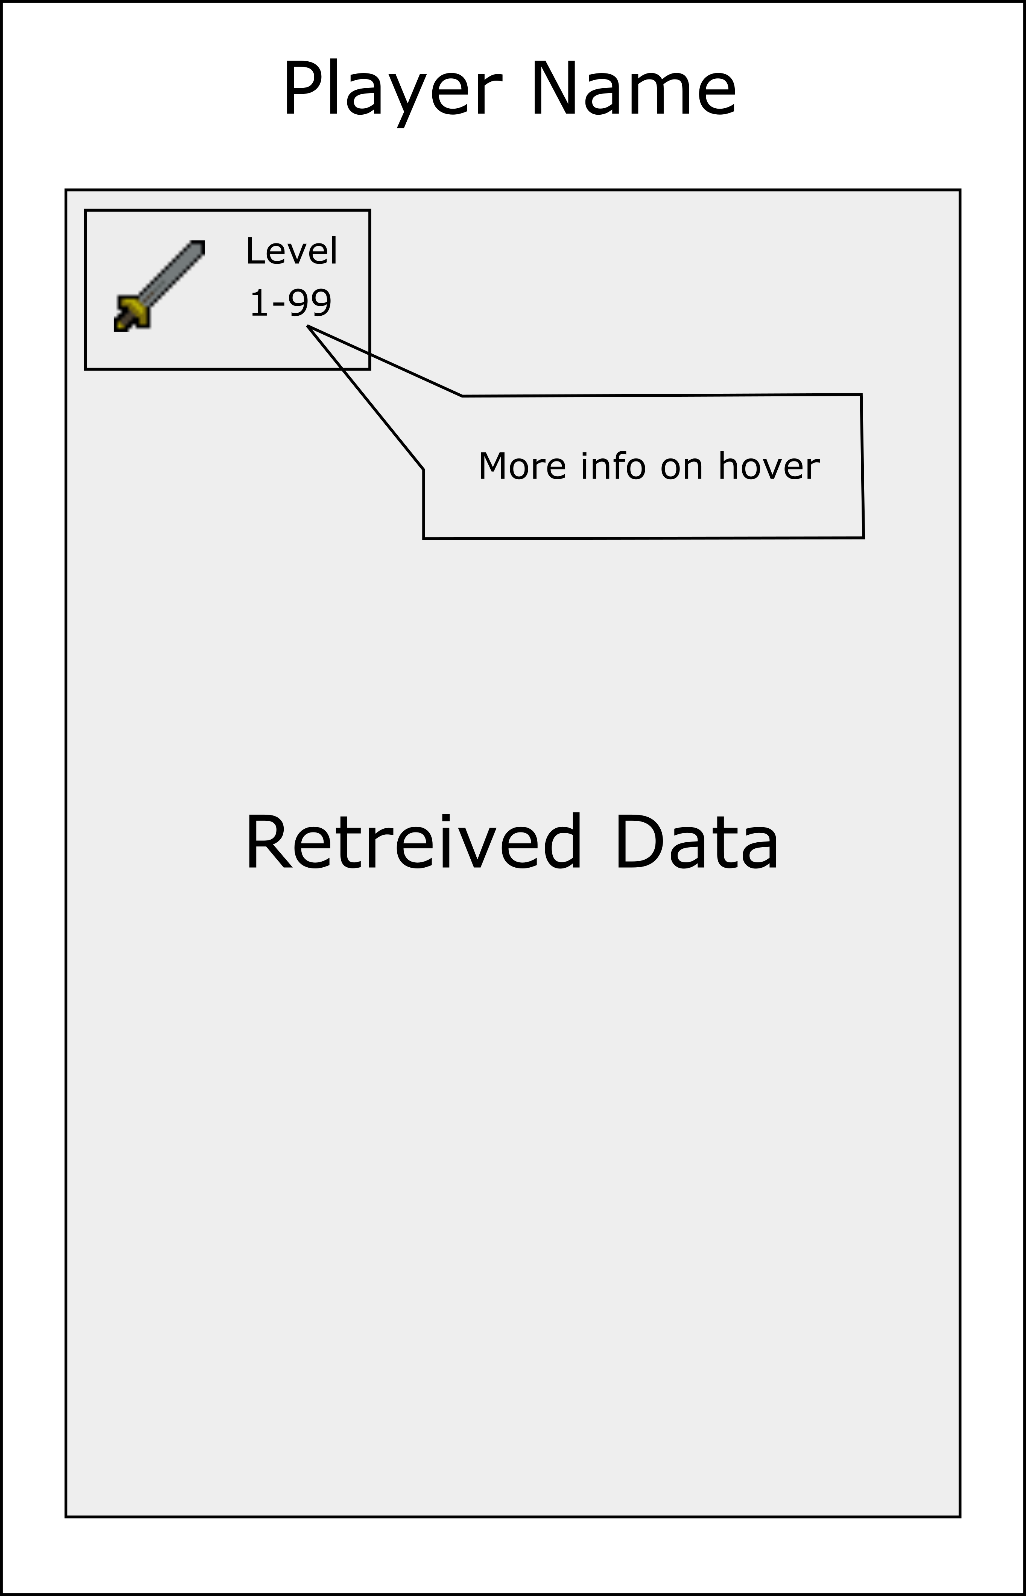 Player Name
Level
1-99
More info on hover
Retreived Data